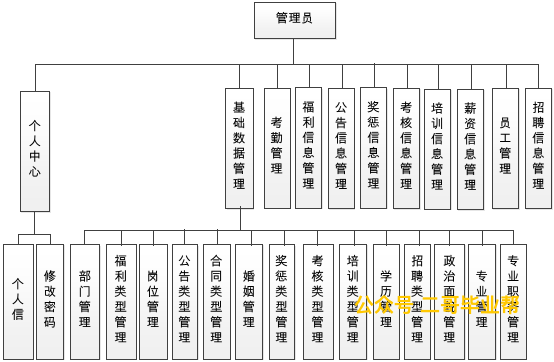 管理员
个人中心
基础数据管理
考勤管理
福利信息管理
公告信息管理
奖惩信息管理
考核信息管理
培训信息管理
薪资信息管理
员工管理
招聘信息管理
个人信
修改密码
部门管理
福利类型管理
岗位管理
公告类型管理
合同类型管理
婚姻管理
奖惩类型管理
考核类型管理
培训类型管理
学历管理
招聘类型管理
政治面管理
专业管理
专业职管理
公众号 二哥毕业帮